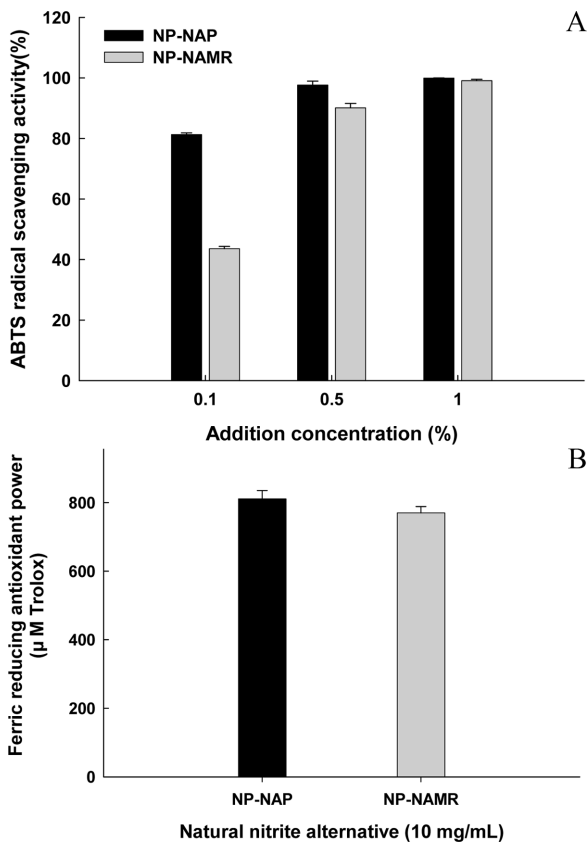 A
NP-NAP
NP-NAMR
ABTS radical scavenging activity(%)
120
100
80
60
40
20
0
0.1 0.5 1
Addition concentration (%)
B
Ferric reducing antioxidant power
(µ M Trolox)
800
600
400
200
0
NP-NAP NP-NAMR
Natural nitrite alternative (10 mg/mL)